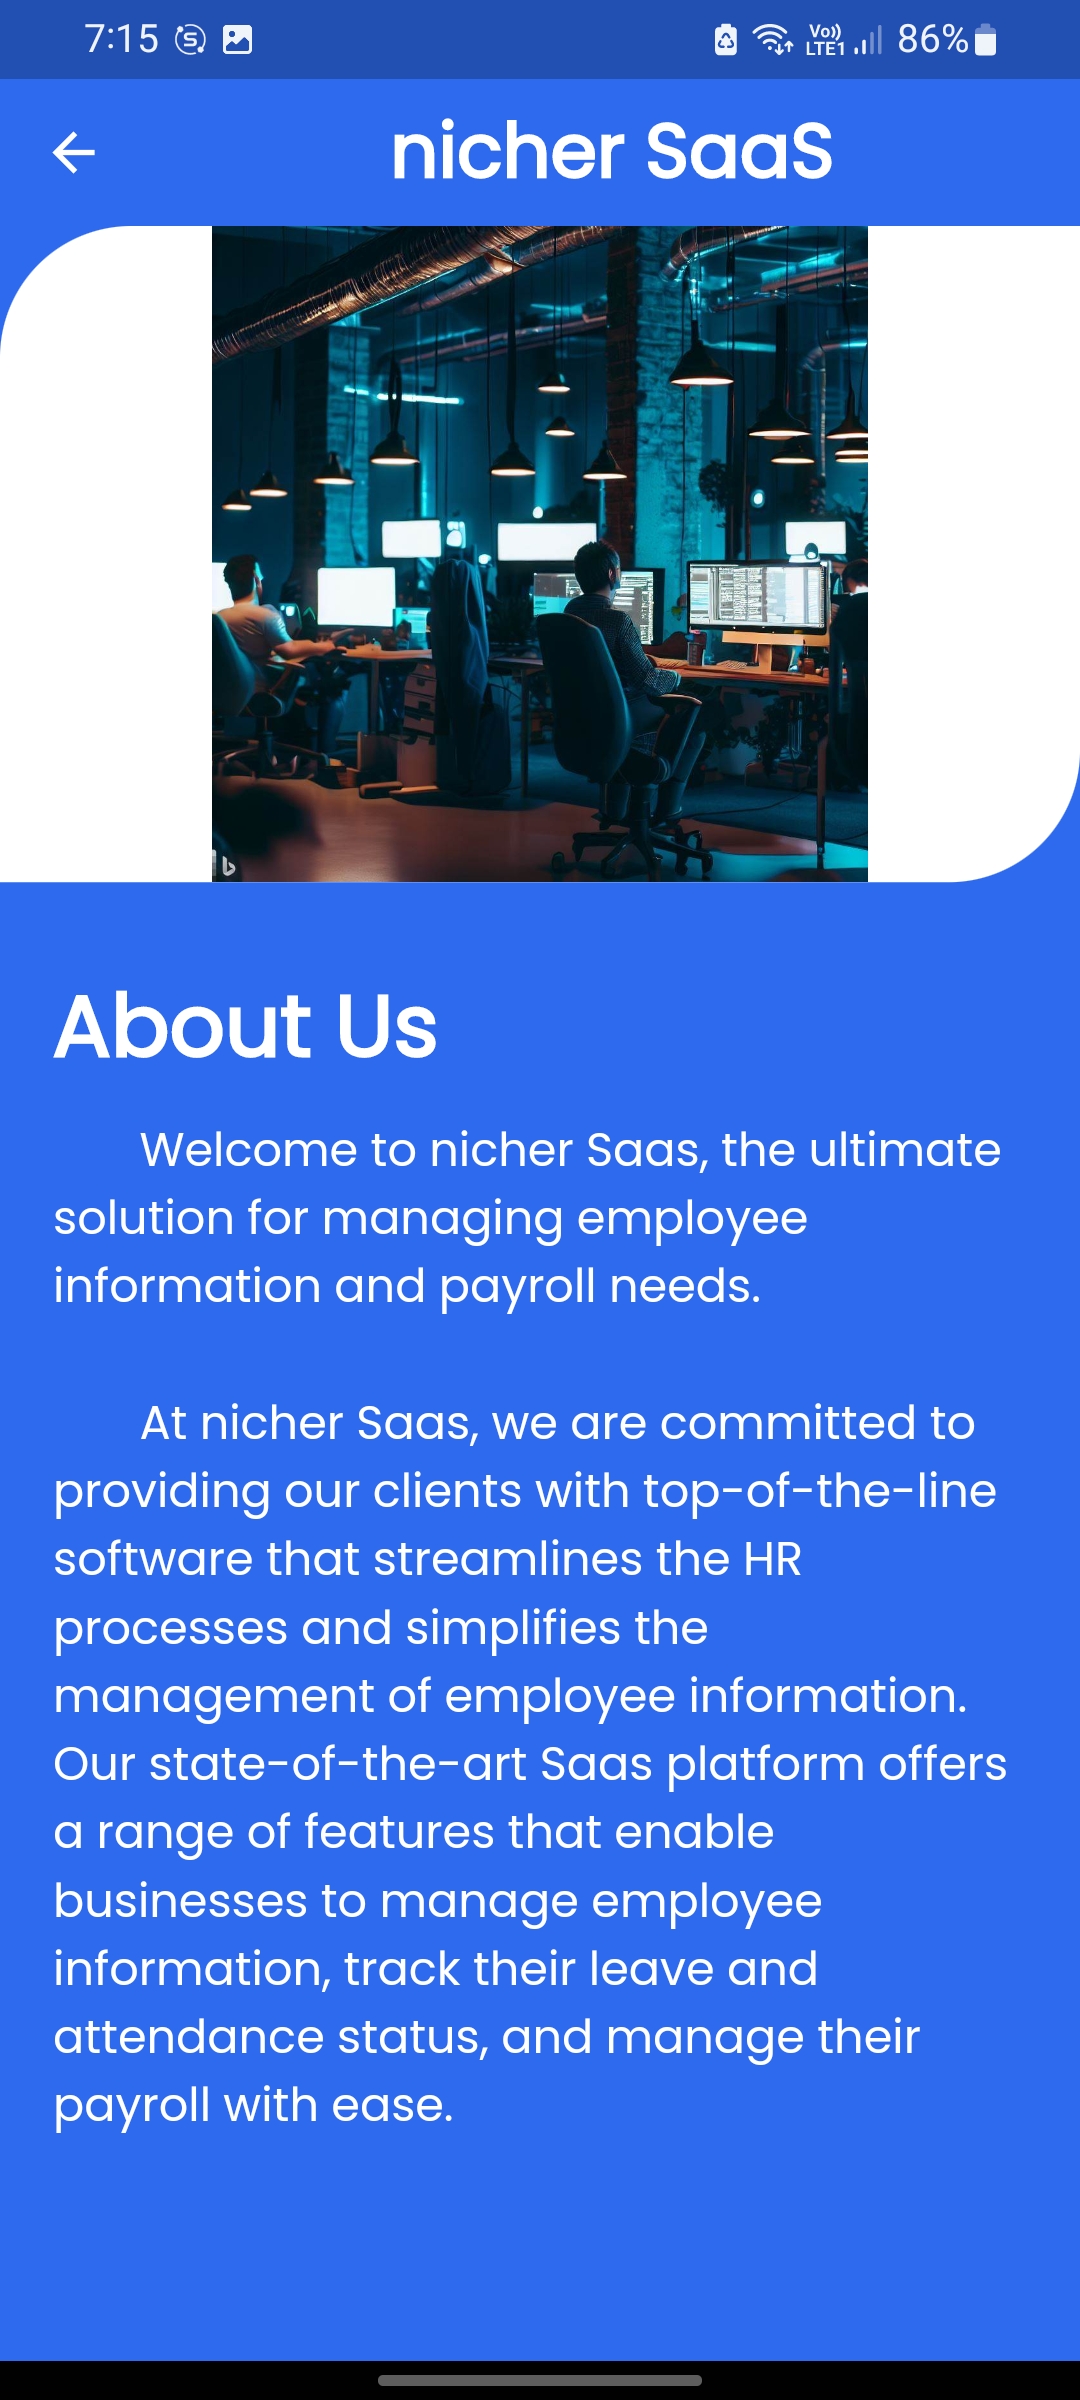 7:15
Vo))
LTE1
86%
nicher SaaS
About Us
Welcome to nicher Saas, the ultimate
solution for managing employee
information and payroll needs.
At nicher Saas, we are committed to
providing our clients with top-of-the-line
software that streamlines the HR
processes and simplifies the
management of employee information.
Our state-of-the-art Saas platform offers
a range of features that enable
businesses to manage employee
information, track their leave and
attendance status, and manage their
payroll with ease.